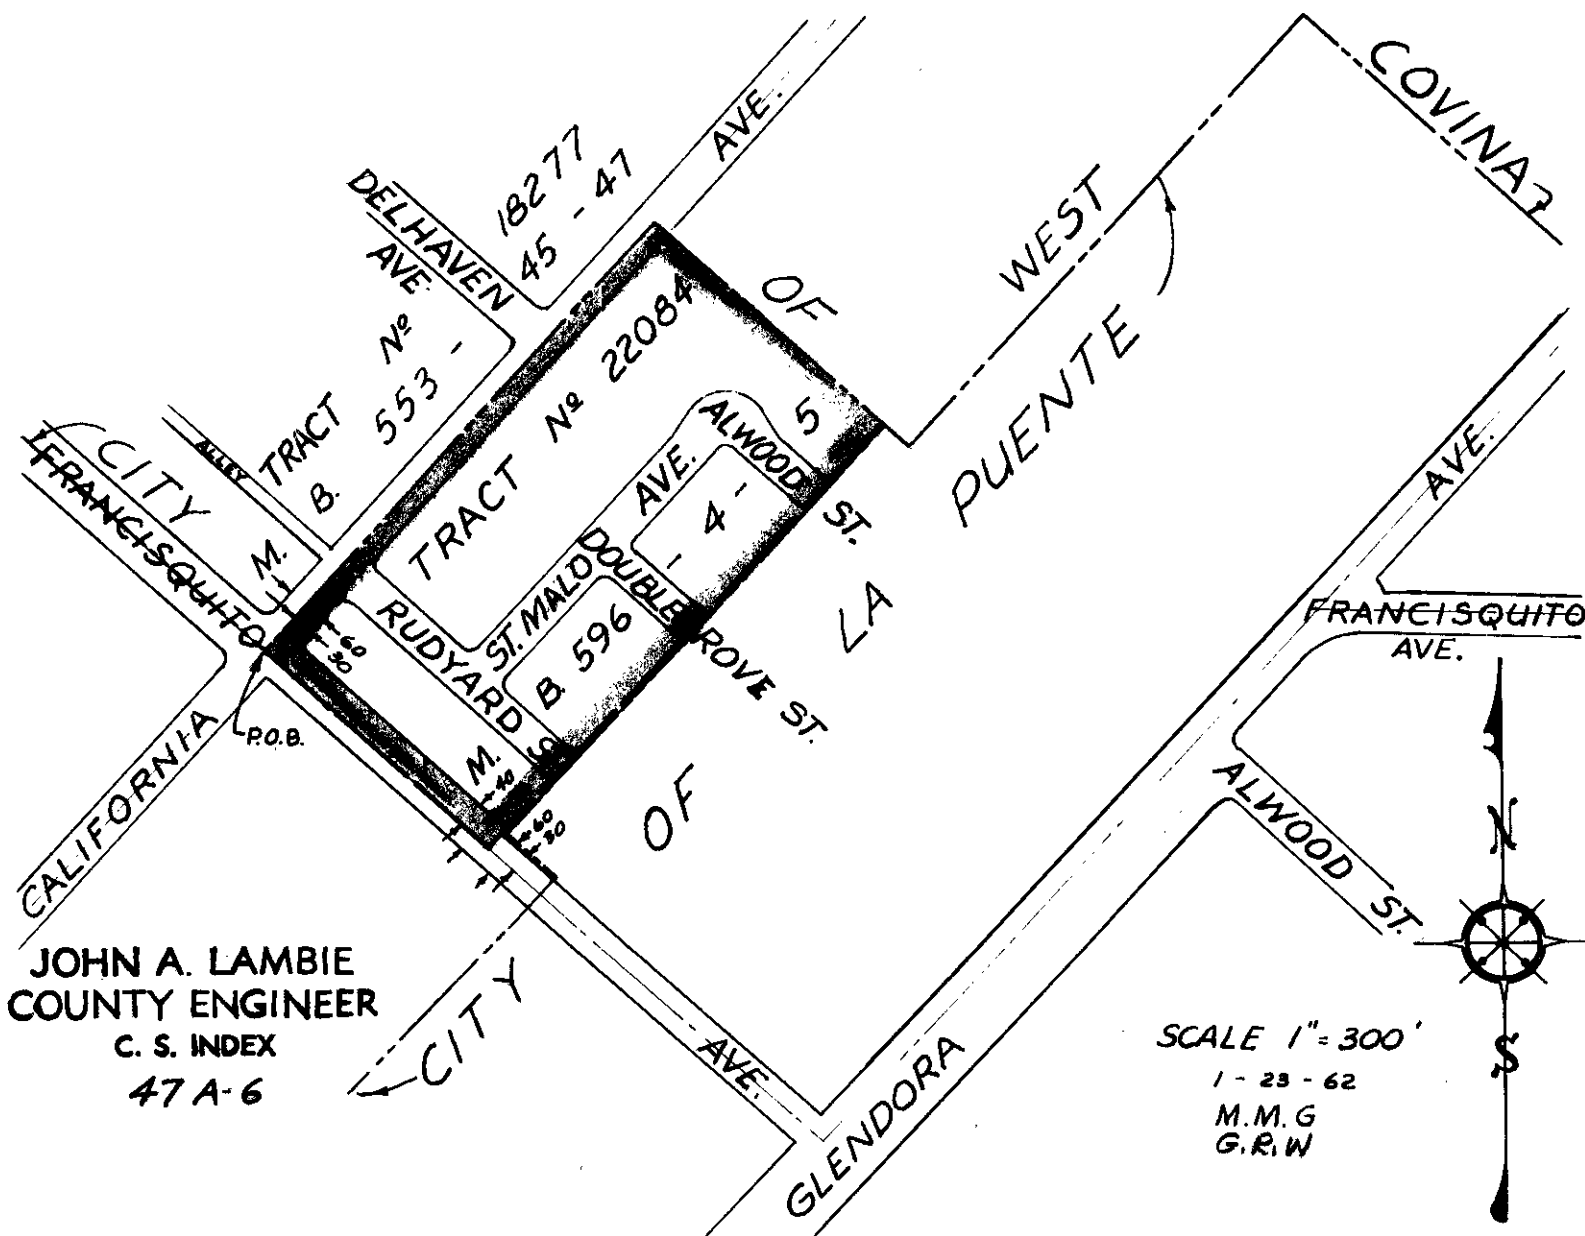 COVINA
AVE.
18277
45 - 47
DELHAVEN
AVE
WEST
OF
Nº
TRACT
553 -
B.
TRACT Nº 22084
PUENTE
CITY
ALLEY
M.
FRANCISQUITO
ALWOOD
ST.
5
AVE.
- 4 -
ST. MALO
DOUBLE
ROVE ST.
LA
B. 596
RUDYARD
S
M.
60
30
40
60
30
P.O.B.
CALIFORNIA
OF
AVE.
FRANCISQUITO
AVE.
ALWOOD ST.
N
S
CITY
AVE.
GLENDORA
JOHN A. LAMBIE
COUNTY ENGINEER
C. S. INDEX
47 A-6
SCALE 1"= 300'
1 - 23 - 62
M.M.G
G.R.W